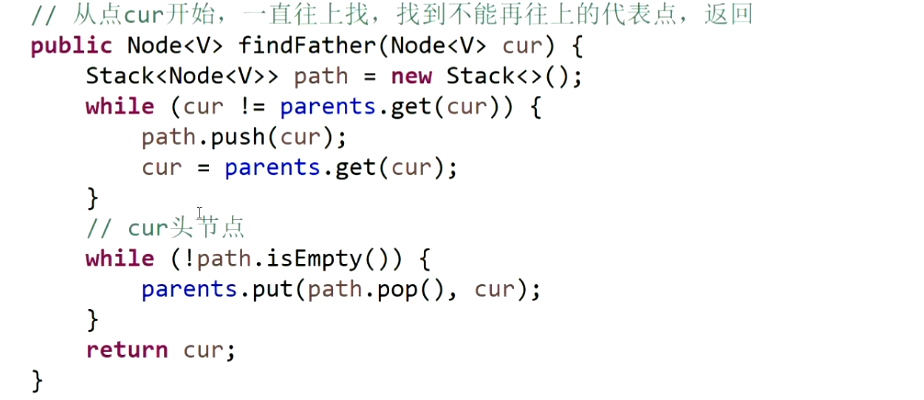 // 从点cur开始，一直往上找，找到不能再往上的代表点，返回
public Node<V> findFather(Node<V> cur) {
    Stack<Node<V>> path = new Stack<>();
    while (cur != parents.get(cur)) {
        path.push(cur);
        cur = parents.get(cur);
    }
    // cur头节点
    while (!path.isEmpty()) {
        parents.put(path.pop(), cur);
    }
    return cur;
}